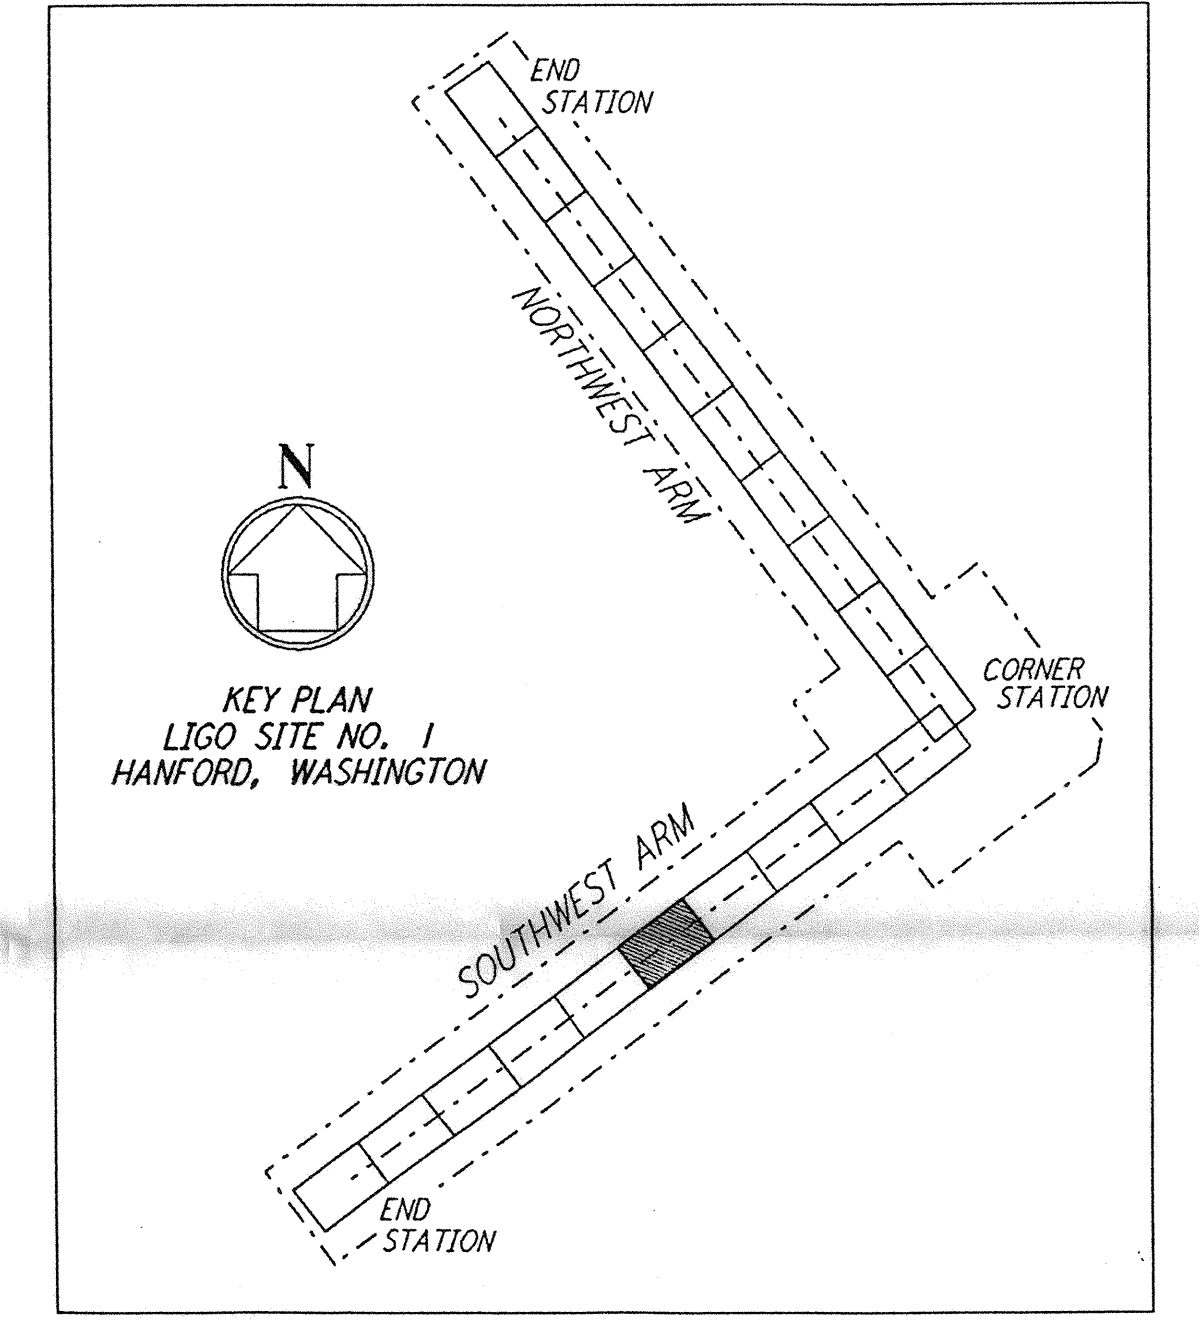 END
STATION
NORTHWEST ARM
N
CORNER
STATION
KEY PLAN
LIGO SITE NO. 1
HANFORD, WASHINGTON
SOUTHWEST ARM
END
STATION